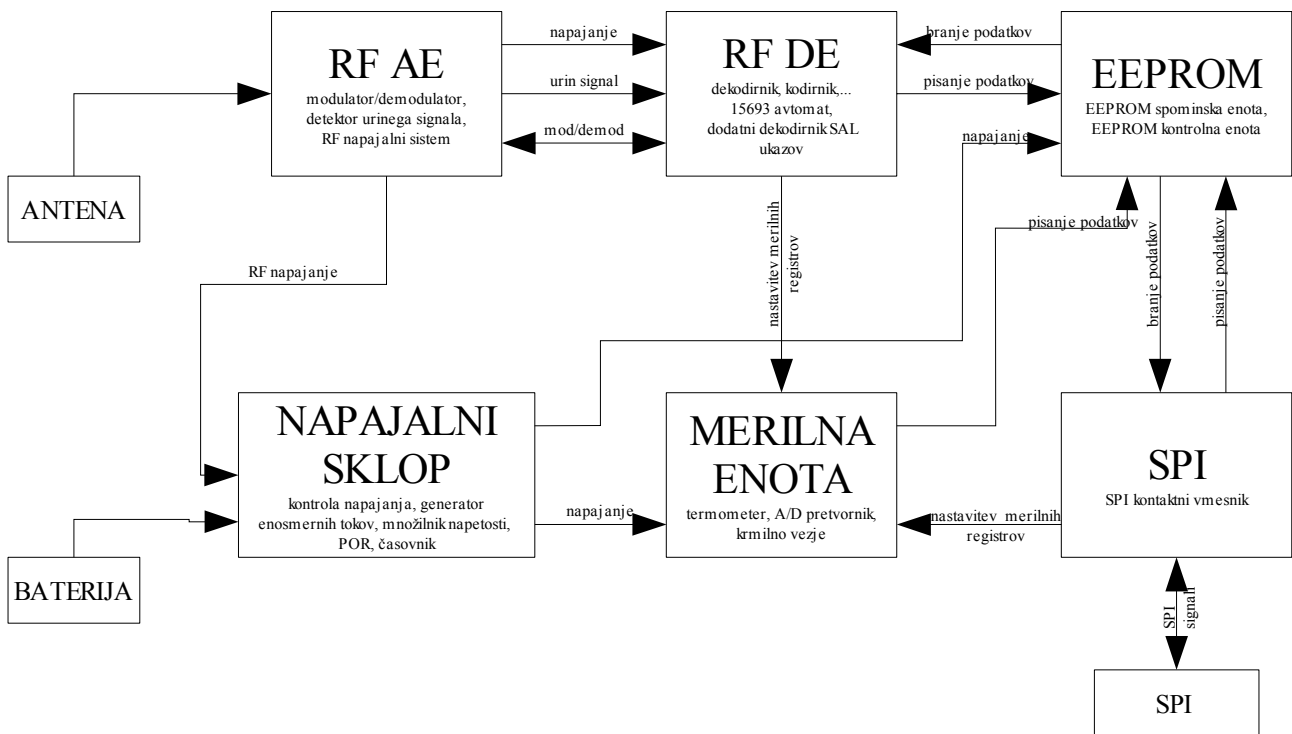 RF AE
modulator/demodulator,
detektor urinega signala,
RF napajalni sistem
napajanje
urin signal
mod/demod
RF DE
dekodirnik, kodirnik,...
15693 avtomat,
dodatni dekodirnik SAL
ukazov
branje podatkov
pisanje podatkov
napajanje
EEPROM
EEPROM spominska enota,
EEPROM kontrolna enota
ANTENA
RF napajanje
nastavitev merilnih
registrov
pisanje podatkov
branje podatkov
pisanje podatkov
NAPAJALNI
SKLOP
kontrola napajanja, generator
enosmernih tokov, množilnik napetosti,
POR, časovnik
napajanje
MERILNA
ENOTA
termometer, A/D pretvornik,
krmilno vezje
nastavitev merilnih
registrov
SPI
SPI kontaktni vmesnik
BATERIJA
SPI
signali
SPI